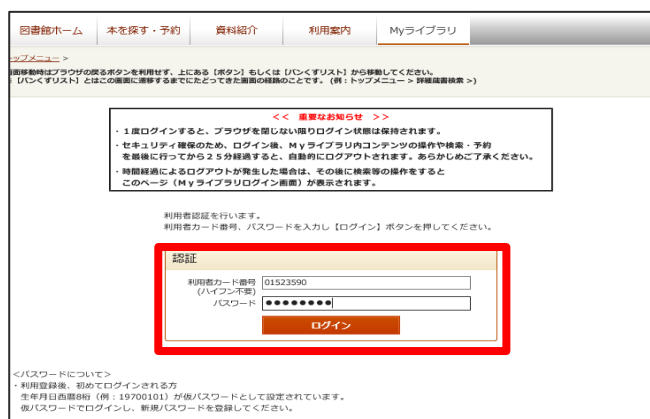 図書館ホーム 本を探す・予約 資料紹介 利用案内 Myライブラリ
トップメニュー >
面移動時はブラウザの戻るボタンを利用せず、上にある【ボタン】もしくは【パンくずリスト】から移動してください。
【パンくずリスト】とはこの画面に遷移するまでにたどってきた画面の経路のことです。(例：トップメニュー > 詳細蔵書検索 >)
<< 重要なお知らせ >>
・１度ログインすると、ブラウザを閉じない限りログイン状態は保持されます。
・セキュリティ確保のため、ログイン後、Ｍｙライブラリ内コンテンツの操作や検索・予約
を最後に行ってから２５分経過すると、自動的にログアウトされます。あらかじめご了承ください。
・時間経過によるログアウトが発生した場合は、その後に検索等の操作をすると
このページ（Ｍｙライブラリログイン画面）が表示されます。
利用者認証を行います。
利用者カード番号、パスワードを入力し【ログイン】ボタンを押してください。
認証
利用者カード番号 01523590
(ハイフン不要)
パスワード ●●●●●●●●
ログイン
<パスワードについて>
・利用登録後、初めてログインされる方
生年月日西暦8桁（例：19700101）が仮パスワードとして設定されています。
仮パスワードでログインし、新規パスワードを登録してください。